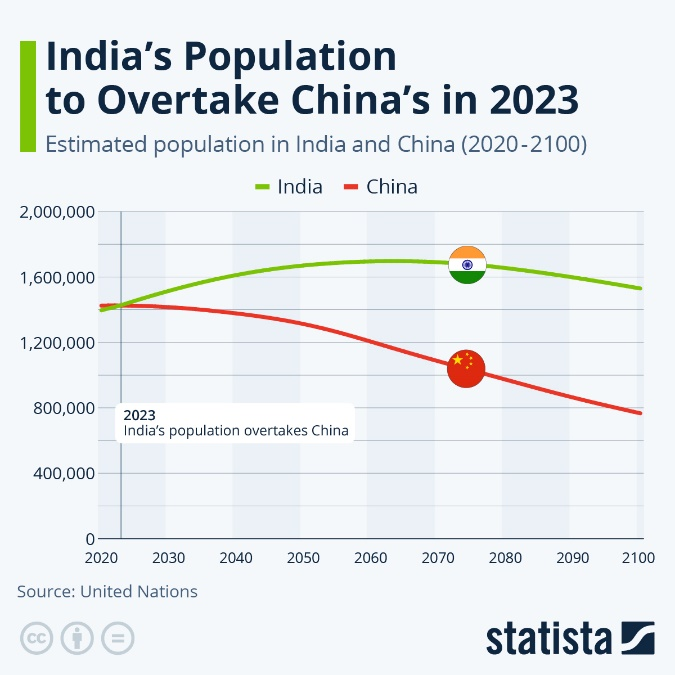 India's Population
to Overtake China's in 2023
Estimated population in India and China (2020-2100)
India China
2,000,000
1,600,000
1,200,000
800,000
400,000
0
2023
India's population overtakes China
2020 2030 2040 2050 2060 2070 2080 2090 2100
Source: United Nations
cc
statista